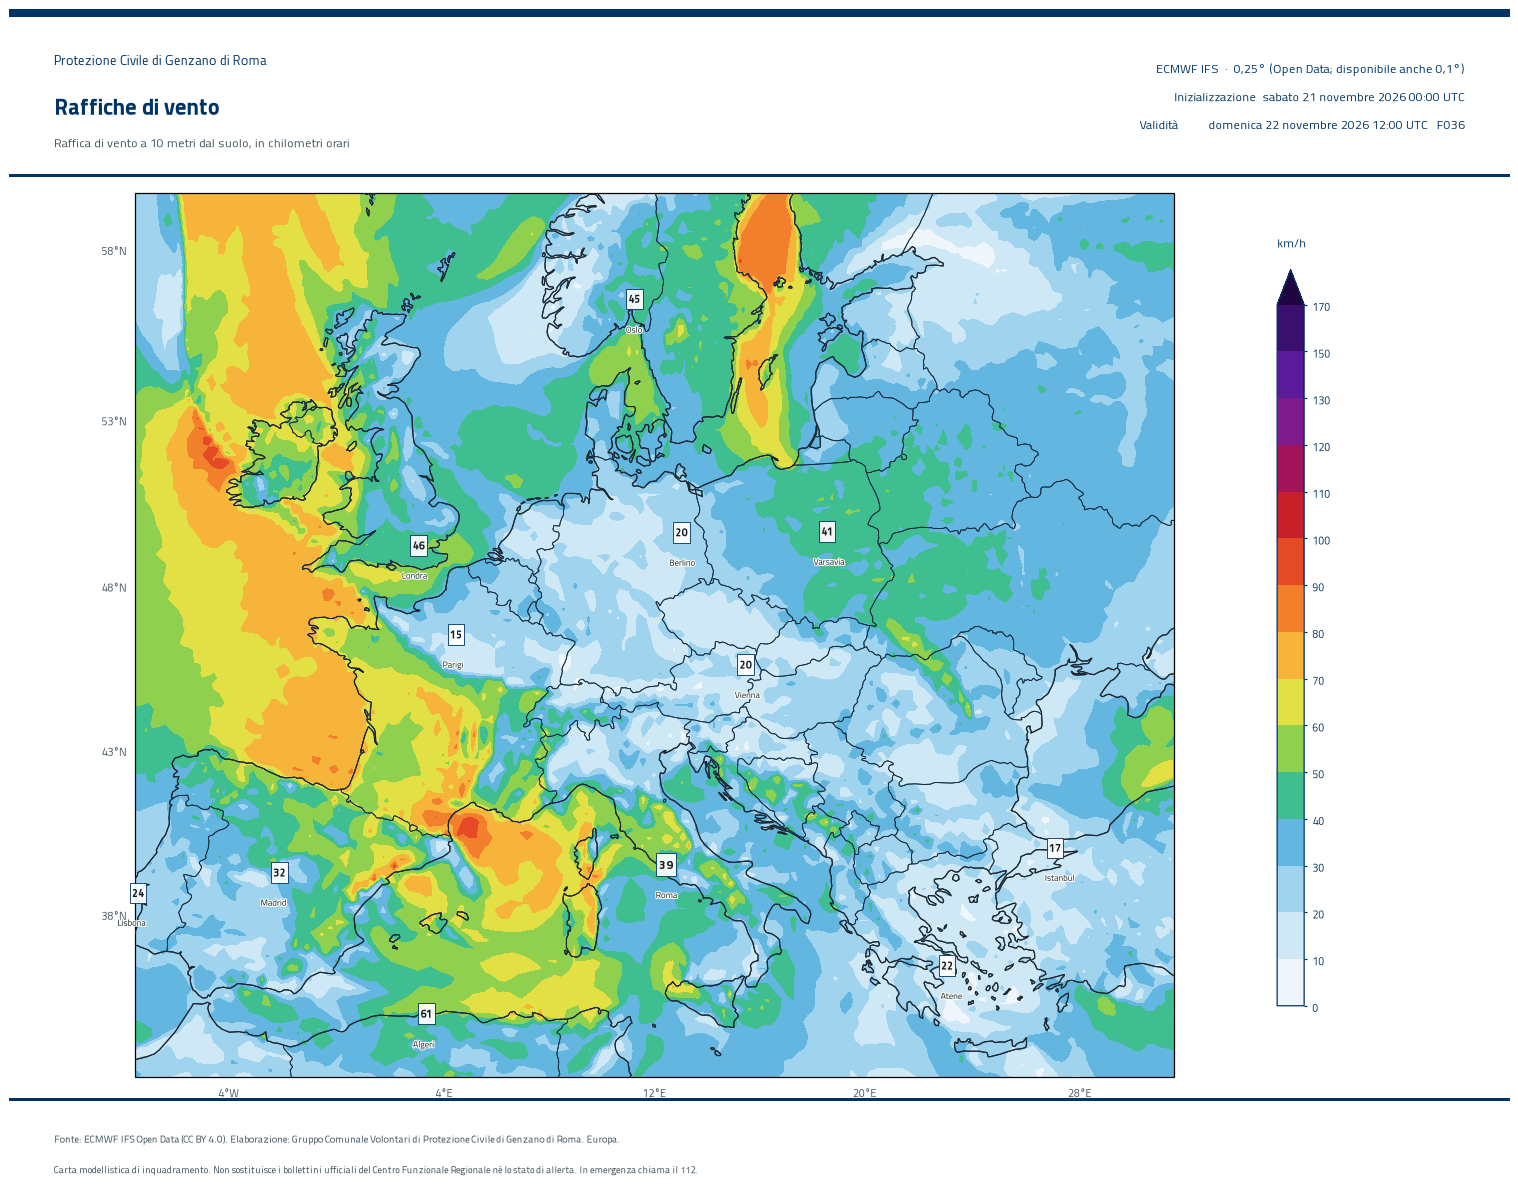 Protezione Civile di Genzano di Roma
Raffiche di vento
Raffica di vento a 10 metri dal suolo, in chilometri orari
ECMWF IFS · 0,25° (Open Data; disponibile anche 0,1°)
Inizializzazione sabato 21 novembre 2026 00:00 UTC
Validità domenica 22 novembre 2026 12:00 UTC F036
58°N
53°N
48°N
43°N
38°N
45
Oslo
46
Londra
20
Berlino
41
Varsavia
15
Parigi
20
Vienna
32
Madrid
24
Lisbona
39
Roma
17
Istanbul
22
Atene
61
Algeri
4°W
4°E
12°E
20°E
28°E
km/h
170
150
130
120
110
100
90
80
70
60
50
40
30
20
10
0
Fonte: ECMWF IFS Open Data (CC BY 4.0). Elaborazione: Gruppo Comunale Volontari di Protezione Civile di Genzano di Roma. Europa.
Carta modellistica di inquadramento. Non sostituisce i bollettini ufficiali del Centro Funzionale Regionale né lo stato di allerta. In emergenza chiama il 112.